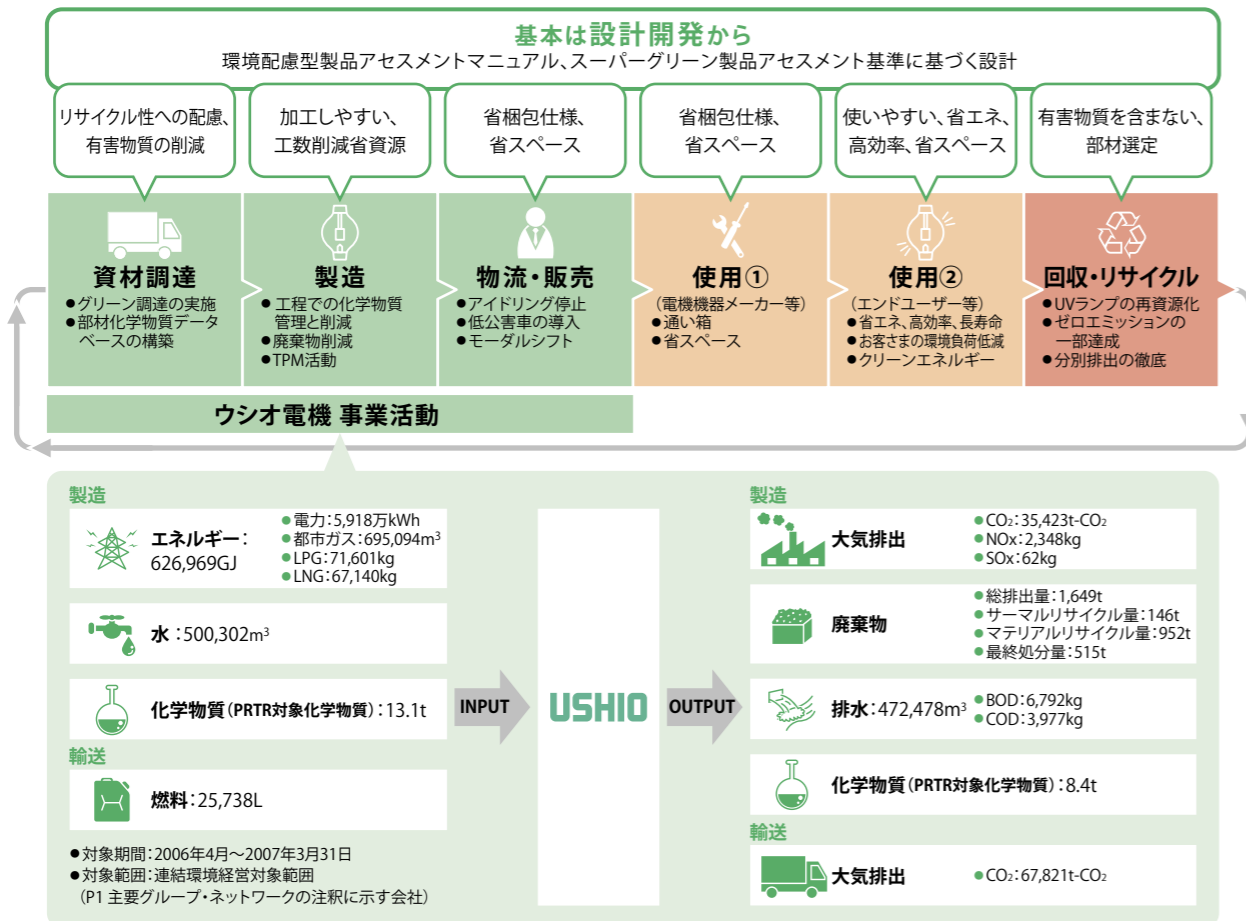 基本は設計開発から
環境配慮型製品アセスメントマニュアル、スーパーグリーン製品アセスメント基準に基づく設計
リサイクル性への配慮、
有害物質の削減
加工しやすい、
工数削減省資源
省梱包仕様、
省スペース
省梱包仕様、
省スペース
使いやすい、省エネ、
高効率、省スペース
有害物質を含まない、
部材選定
資材調達
●グリーン調達の実施
●部材化学物質データ
ベースの構築
製造
●工程での化学物質
管理と削減
●廃棄物削減
●TPM活動
物流・販売
●アイドリング停止
●低公害車の導入
●モーダルシフト
使用①
(電機機器メーカー等)
●通い箱
●省スペース
使用②
(エンドユーザー等)
●省エネ、高効率、長寿命
●お客さまの環境負荷低減
●クリーンエネルギー
回収・リサイクル
●UVランプの再資源化
●ゼロエミッションの
一部達成
●分別排出の徹底
ウシオ電機 事業活動
製造
エネルギー:
626,969GJ
●電力:5,918万kWh
●都市ガス:695,094m³
●LPG:71,601kg
●LNG:67,140kg
水:500,302m³
化学物質(PRTR対象化学物質):13.1t
輸送
燃料:25,738L
●対象期間:2006年4月～2007年3月31日
●対象範囲:連結環境経営対象範囲
(P1 主要グループ・ネットワークの注釈に示す会社)
INPUT
USHIO
OUTPUT
製造
大気排出
●CO₂:35,423t-CO₂
●NOx:2,348kg
●SOx:62kg
廃棄物
●総排出量:1,649t
●サーマルリサイクル量:146t
●マテリアルリサイクル量:952t
●最終処分量:515t
排水:472,478m³
●BOD:6,792kg
●COD:3,977kg
化学物質(PRTR対象化学物質):8.4t
輸送
大気排出
●CO₂:67,821t-CO₂